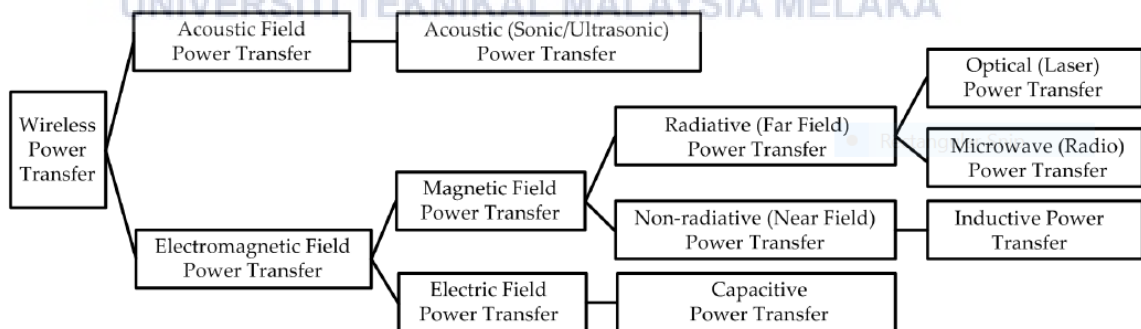 UNIVERSITI TEKNIKAL MALAYSIA MELAKA
Acoustic Field
Power Transfer
Acoustic (Sonic/Ultrasonic)
Power Transfer
Optical (Laser)
Power Transfer
Wireless
Power
Transfer
Radiative (Far Field)
Power Transfer
Microwave (Radio)
Power Transfer
Magnetic Field
Power Transfer
Non-radiative (Near Field)
Power Transfer
Inductive Power
Transfer
Electromagnetic Field
Power Transfer
Electric Field
Power Transfer
Capacitive
Power Transfer